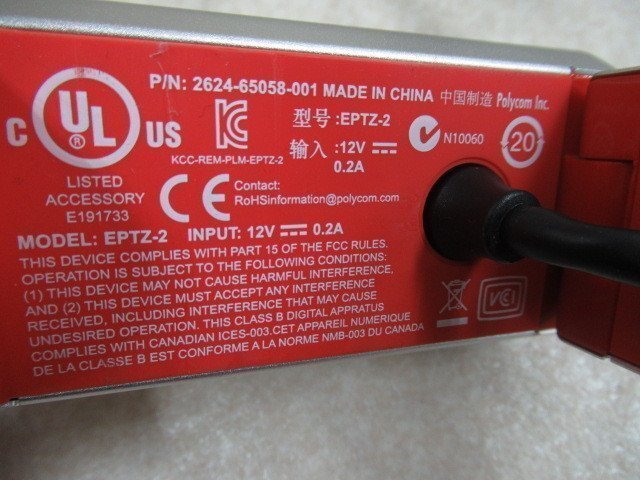 P/N: 2624-65058-001 MADE IN CHINA 中国制造 Polycom Inc.
C UL US
®
KCC-REM-PLM-EPTZ-2
型号:EPTZ-2
输入:12V
0.2A
N10060
20
LISTED
ACCESSORY
E191733
CE
Contact:
RoHSinformation@polycom.com
MODEL: EPTZ-2 INPUT: 12V 0.2A
THIS DEVICE COMPLIES WITH PART 15 OF THE FCC RULES.
OPERATION IS SUBJECT TO THE FOLLOWING CONDITIONS:
(1) THIS DEVICE MAY NOT CAUSE HARMFUL INTERFERENCE,
AND (2) THIS DEVICE MUST ACCEPT ANY INTERFERENCE
RECEIVED, INCLUDING INTERFERENCE THAT MAY CAUSE
UNDESIRED OPERATION. THIS CLASS B DIGITAL APPRATUS
COMPLIES WITH CANADIAN ICES-003.CET APPAREIL NUMERIQUE
DE LA CLASSE B EST CONFORME A LA NORME NMB-003 DU CANADA
VCI